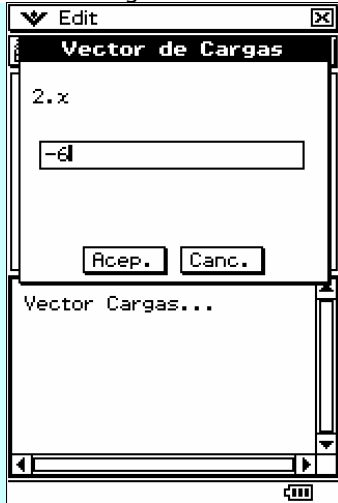 Edit
Vector de Cargas
2.x
-6
Acep. Canc.
Vector Cargas...